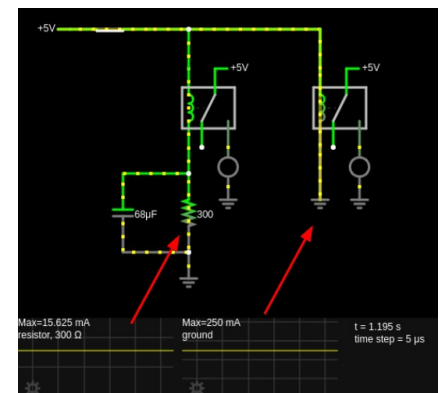 +5V
+5V
+5V
68μF
300
Max=15.625 mA
resistor, 300 Ω
Max=250 mA
ground
t = 1.195 s
time step = 5 μs